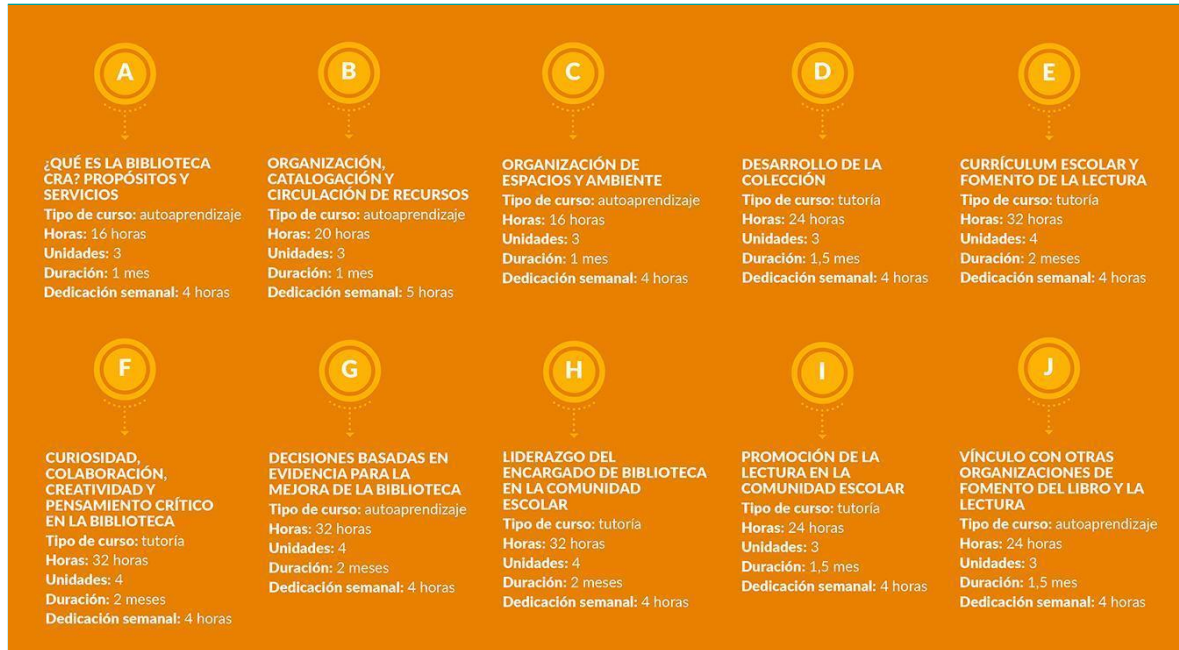 A
¿QUÉ ES LA BIBLIOTECA
CRA? PROPÓSITOS Y
SERVICIOS
Tipo de curso: autoaprendizaje
Horas: 16 horas
Unidades: 3
Duración: 1 mes
Dedicación semanal: 4 horas
B
ORGANIZACIÓN,
CATALOGACIÓN Y
CIRCULACIÓN DE RECURSOS
Tipo de curso: autoaprendizaje
Horas: 20 horas
Unidades: 3
Duración: 1 mes
Dedicación semanal: 5 horas
C
ORGANIZACIÓN DE
ESPACIOS Y AMBIENTE
Tipo de curso: autoaprendizaje
Horas: 16 horas
Unidades: 3
Duración: 1 mes
Dedicación semanal: 4 horas
D
DESARROLLO DE LA
COLECCIÓN
Tipo de curso: tutoría
Horas: 24 horas
Unidades: 3
Duración: 1,5 mes
Dedicación semanal: 4 horas
E
CURRÍCULUM ESCOLAR Y
FOMENTO DE LA LECTURA
Tipo de curso: tutoría
Horas: 32 horas
Unidades: 4
Duración: 2 meses
Dedicación semanal: 4 horas
F
CURIOSIDAD,
COLABORACIÓN,
CREATIVIDAD Y
PENSAMIENTO CRÍTICO
EN LA BIBLIOTECA
Tipo de curso: tutoría
Horas: 32 horas
Unidades: 4
Duración: 2 meses
Dedicación semanal: 4 horas
G
DECISIONES BASADAS EN
EVIDENCIA PARA LA
MEJORA DE LA BIBLIOTECA
Tipo de curso: autoaprendizaje
Horas: 32 horas
Unidades: 4
Duración: 2 meses
Dedicación semanal: 4 horas
H
LIDERAZGO DEL
ENCARGADO DE BIBLIOTECA
EN LA COMUNIDAD
ESCOLAR
Tipo de curso: tutoría
Horas: 32 horas
Unidades: 4
Duración: 2 meses
Dedicación semanal: 4 horas
I
PROMOCIÓN DE LA
LECTURA EN LA
COMUNIDAD ESCOLAR
Tipo de curso: tutoría
Horas: 24 horas
Unidades: 3
Duración: 1,5 mes
Dedicación semanal: 4 horas
J
VÍNCULO CON OTRAS
ORGANIZACIONES DE
FOMENTO DEL LIBRO Y LA
LECTURA
Tipo de curso: autoaprendizaje
Horas: 24 horas
Unidades: 3
Duración: 1,5 mes
Dedicación semanal: 4 horas